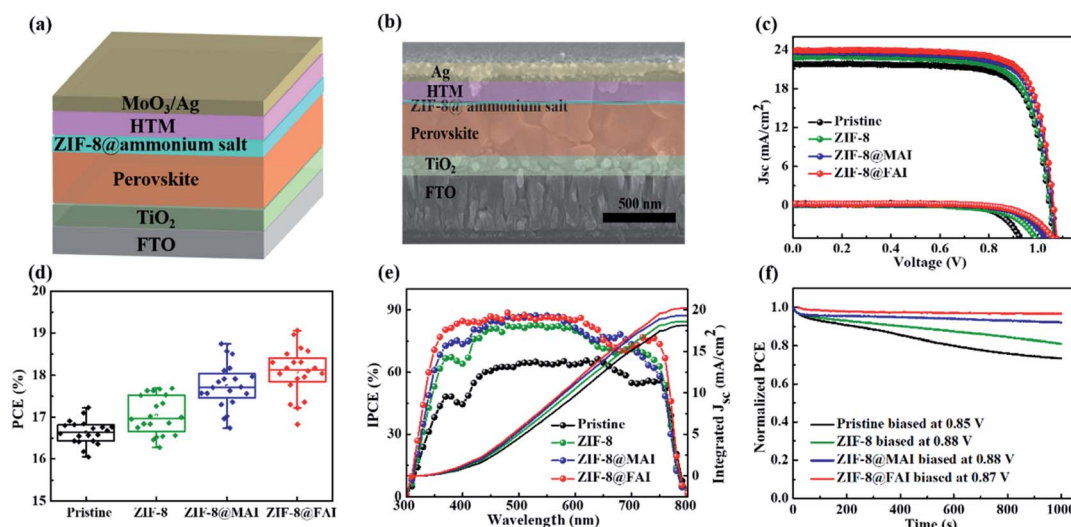 (a)
MoO₃/Ag
HTM
ZIF-8@ammonium salt
Perovskite
TiO₂
FTO
(b)
Ag
HTM
ZIF-8@ ammonium salt
Perovskite
TiO₂
FTO
500 nm
(c)
Jsc (mA/cm²)
24
18
12
6
0
Pristine
ZIF-8
ZIF-8@MAI
ZIF-8@FAI
0.0 0.2 0.4 0.6 0.8 1.0
Voltage (V)
(d)
PCE (%)
20
19
18
17
16
15
Pristine ZIF-8 ZIF-8@MAI ZIF-8@FAI
(e)
IPCE (%)
90
60
30
0
Pristine
ZIF-8
ZIF-8@MAI
ZIF-8@FAI
20
15
10
5
0
Integrated Jsc (mA/cm²
300 400 500 600 700 800
Wavelength (nm)
(f)
Normalized PCE
1.0
0.8
0.6
0.4
0.2
0.0
Pristine biased at 0.85 V
ZIF-8 biased at 0.88 V
ZIF-8@MAI biased at 0.88 V
ZIF-8@FAI biased at 0.87 V
0 200 400 600 800 1000
Time (s)